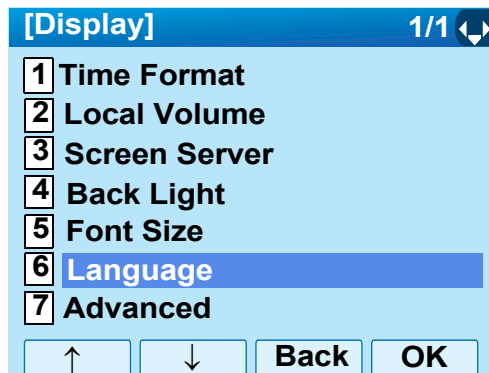 [Display] 1/1
1 Time Format
2 Local Volume
3 Screen Server
4 Back Light
5 Font Size
6 Language
7 Advanced
↑ ↓ Back OK